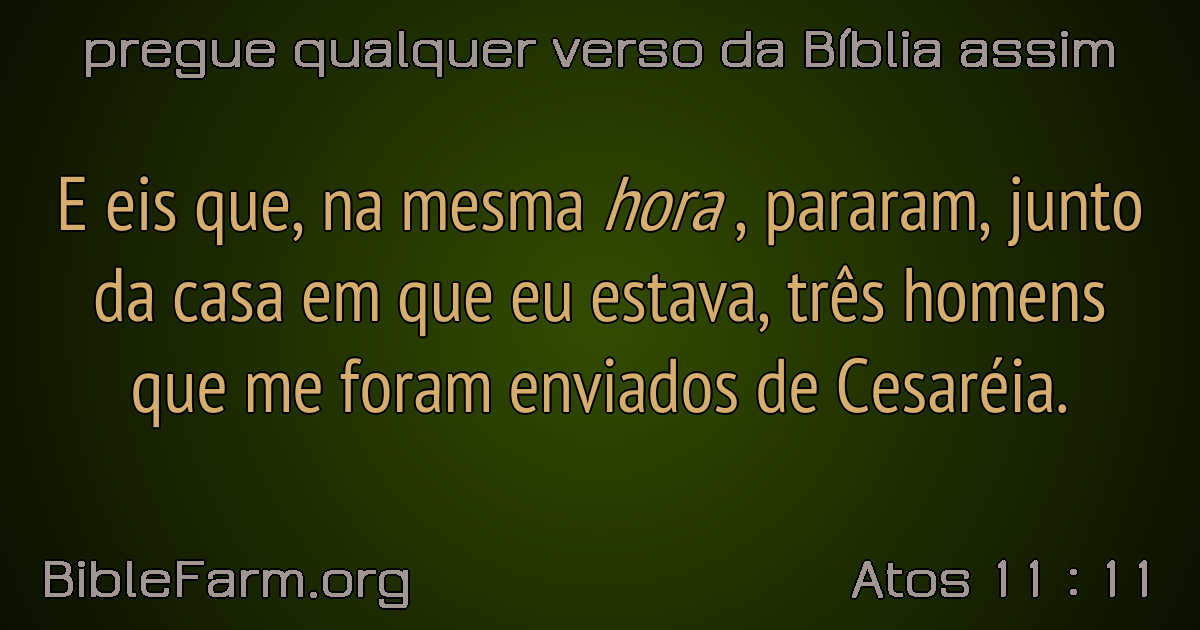 pregue qualquer verso da Bíblia assim
E eis que, na mesma hora , pararam, junto
da casa em que eu estava, três homens
que me foram enviados de Cesaréia.
BibleFarm.org
Atos 11 : 11